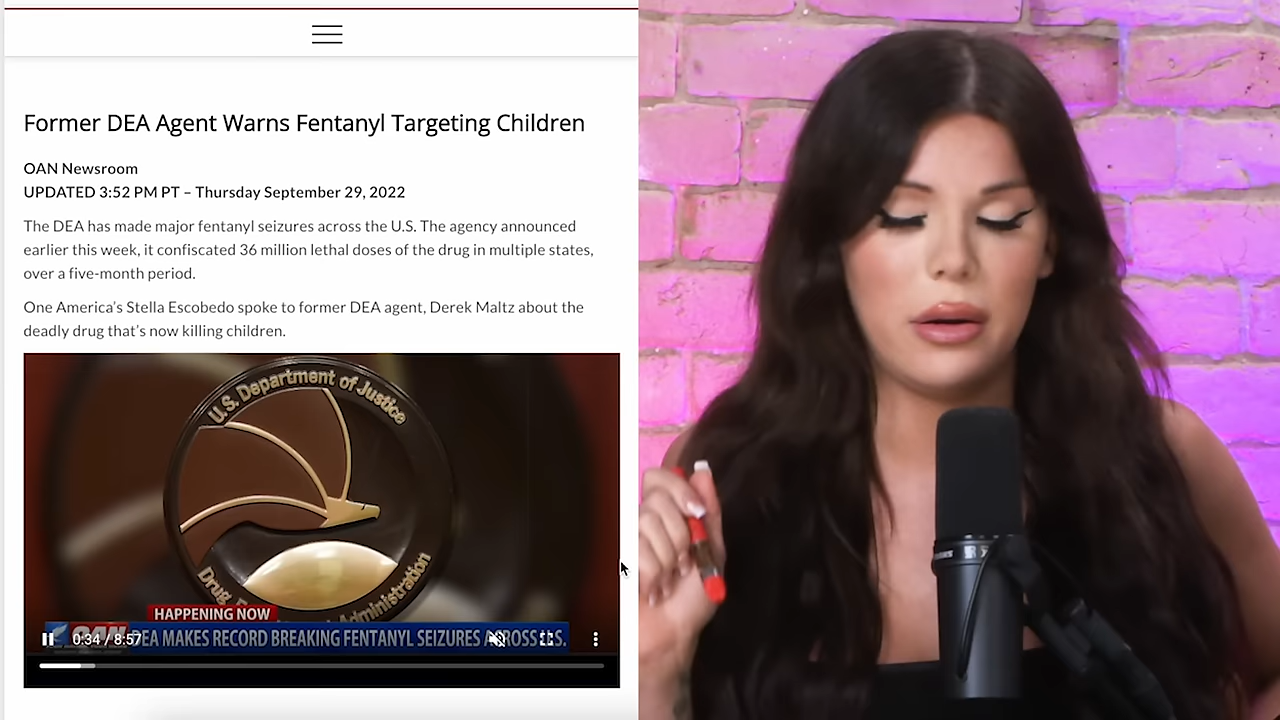 Former DEA Agent Warns Fentanyl Targeting Children
OAN Newsroom
UPDATED 3:52 PM PT – Thursday September 29, 2022
The DEA has made major fentanyl seizures across the U.S. The agency announced
earlier this week, it confiscated 36 million lethal doses of the drug in multiple states,
over a five-month period.
One America's Stella Escobedo spoke to former DEA agent, Derek Maltz about the
deadly drug that's now killing children.
U.S. Department of Justice
Drug Administration
HAPPENING NOW
OAN
0:34 / 8:57
DEA MAKES RECORD BREAKING FENTANYL SEIZURES ACROSS U.S.